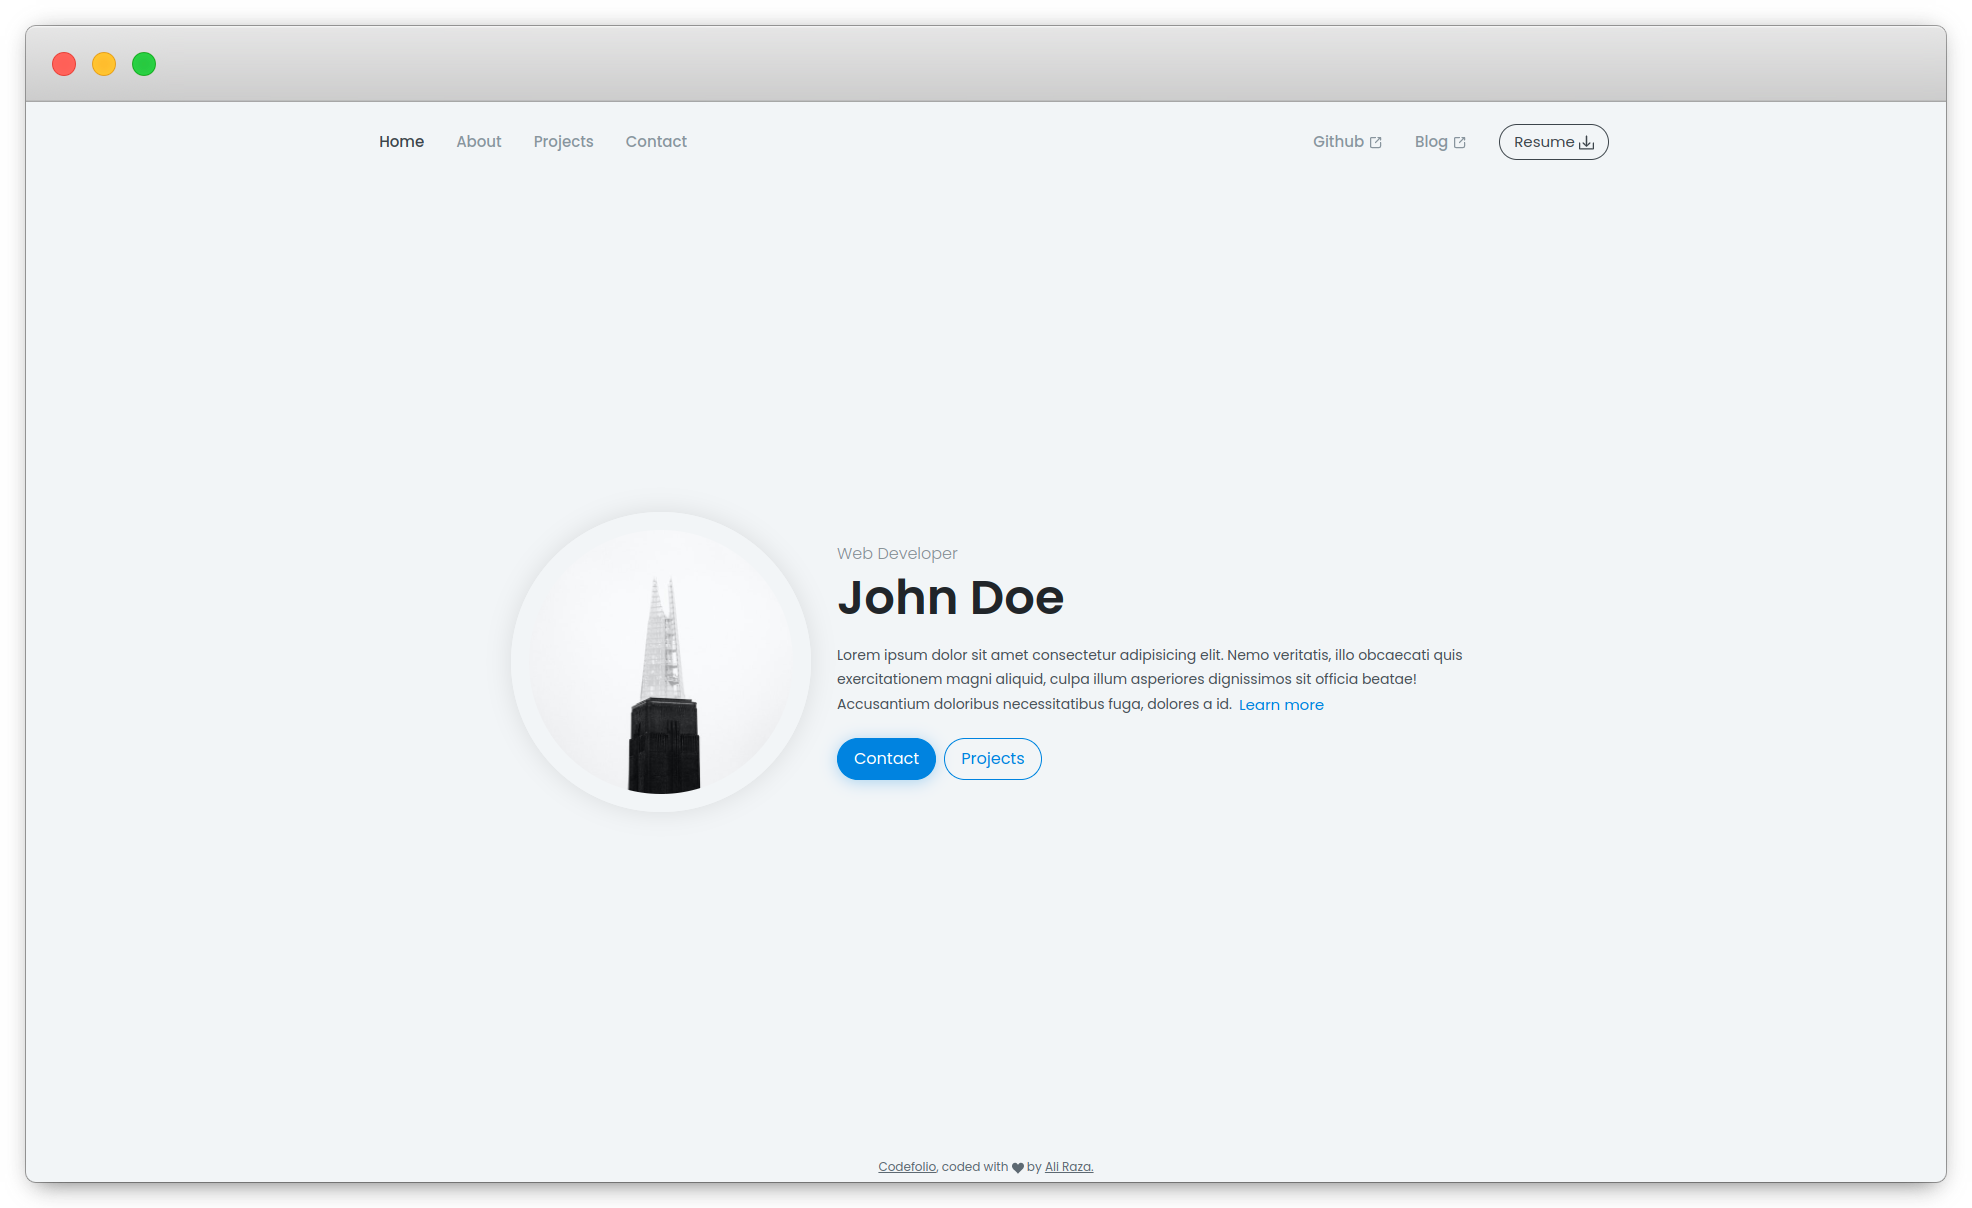 Home About Projects Contact Github Blog Resume
Web Developer
John Doe
Lorem ipsum dolor sit amet consectetur adipisicing elit. Nemo veritatis, illo obcaecati quis
exercitationem magni aliquid, culpa illum asperiores dignissimos sit officia beatae!
Accusantium doloribus necessitatibus fuga, dolores a id. Learn more
Contact Projects
Codefolio, coded with ♥ by Ali Raza.